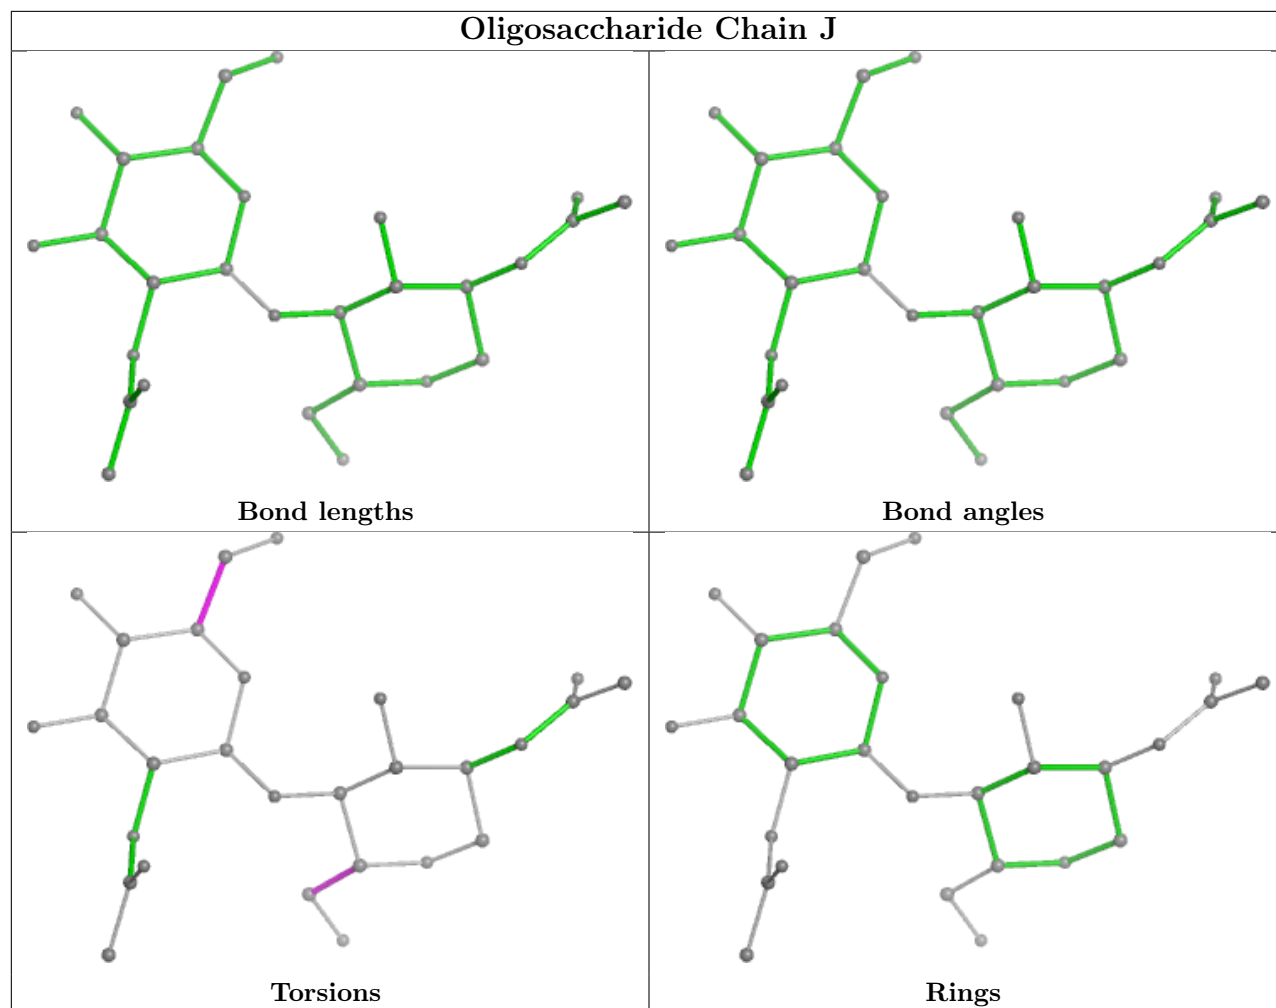 Oligosaccharide Chain J
Bond lengths
Bond angles
Torsions
Rings